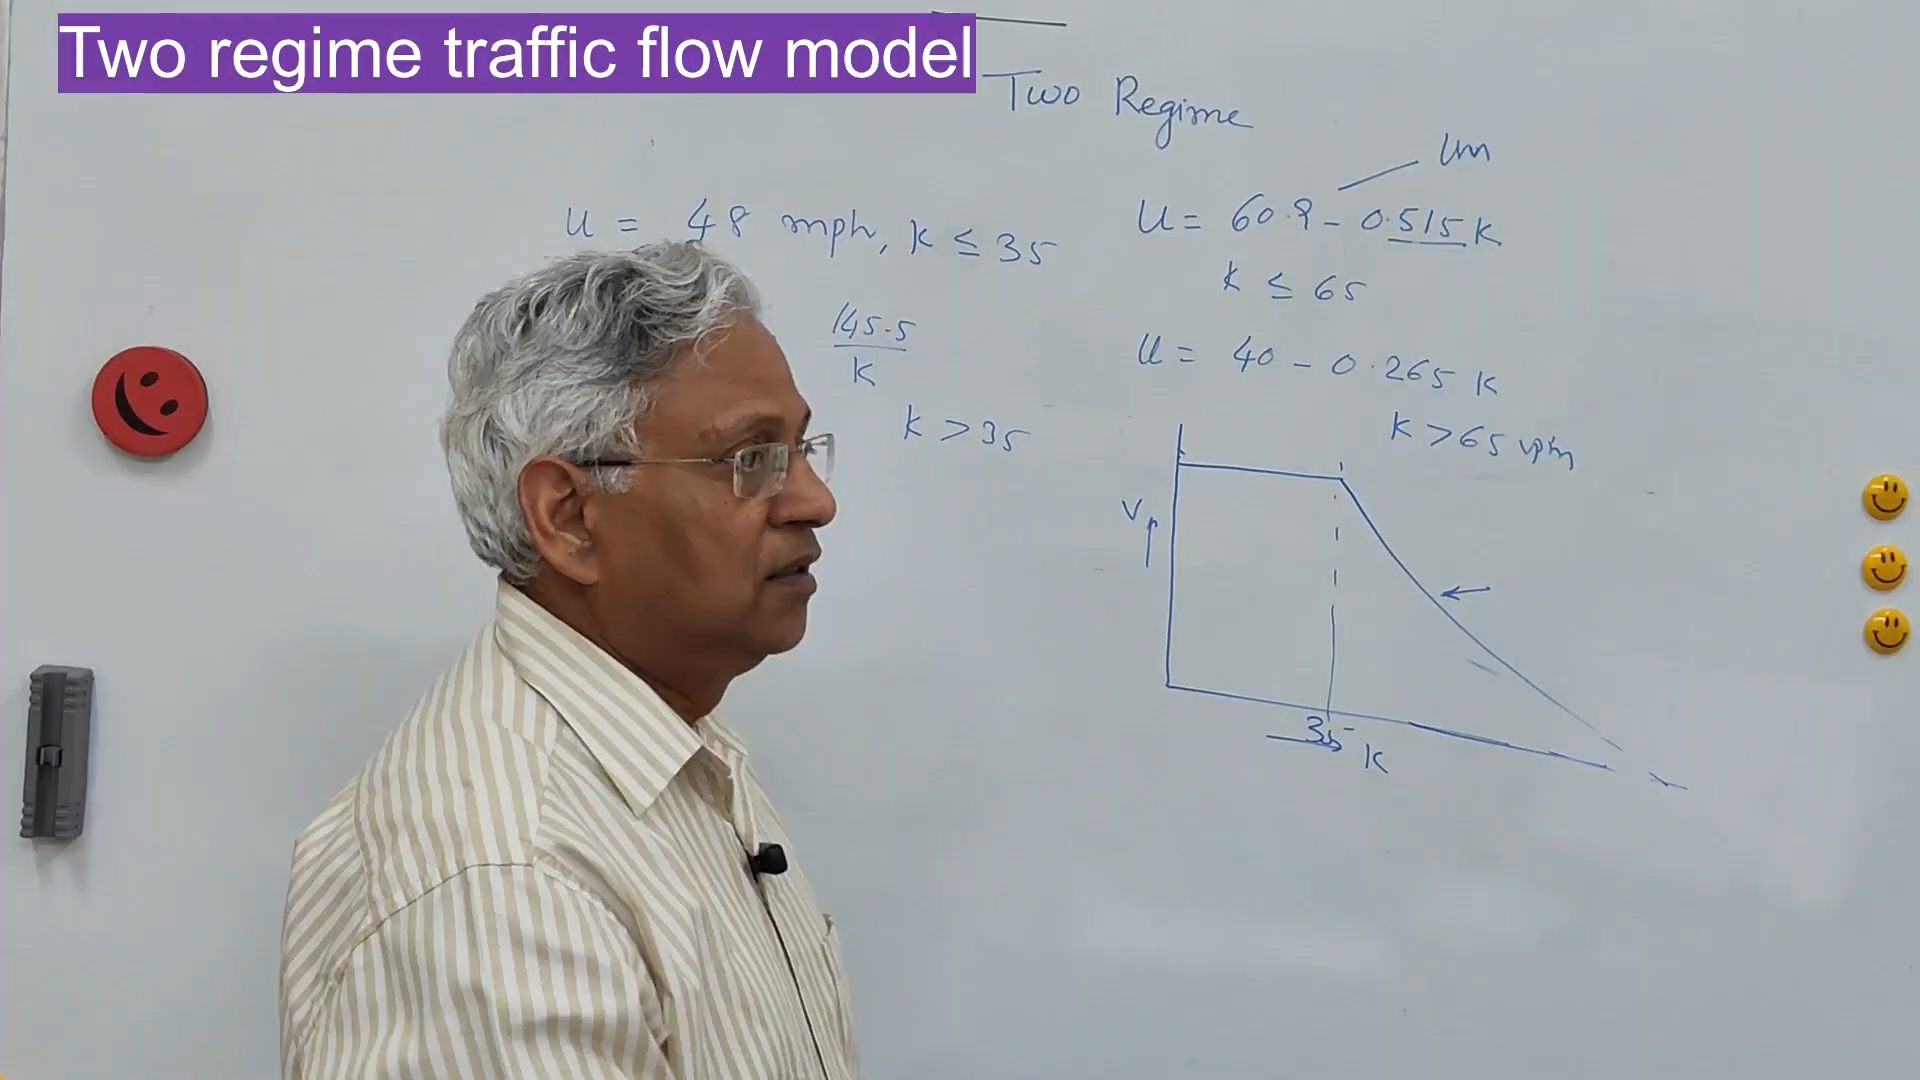 Two regime traffic flow model
Two Regime
u = 48 mph, k ≤ 35
145.5
k
k > 35
um
u = 60.9 - 0.515 k
k ≤ 65
u = 40 - 0.265 k
k > 65 vpm
35
k